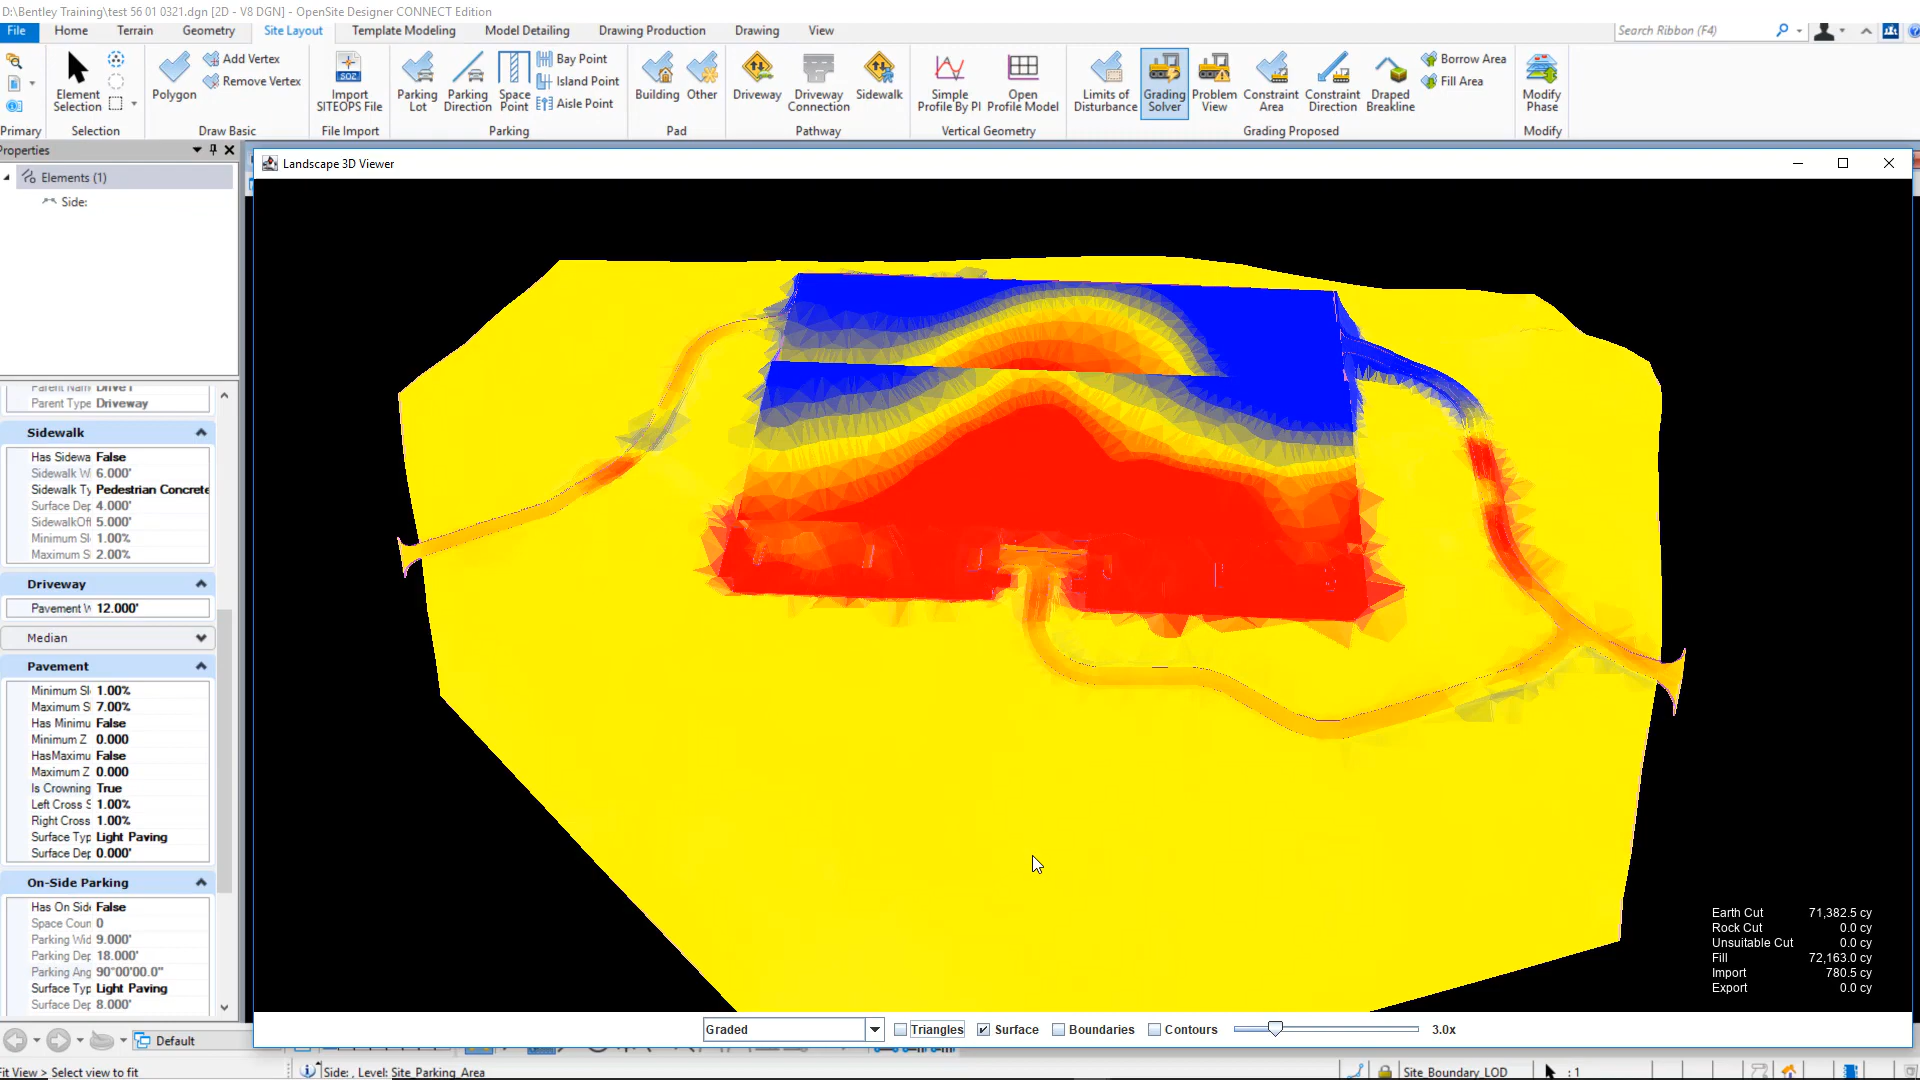 D:\Bentley Training\test 56 01 0321.dgn [2D - V8 DGN] - OpenSite Designer CONNECT Edition
File Home Terrain Geometry Site Layout Template Modeling Model Detailing Drawing Production Drawing View Search Ribbon (F4)
Element Selection
Polygon
Add Vertex
Remove Vertex
SOZ.
Import SITEOPS File
Parking Lot
Parking Direction
Space Point
Bay Point
Island Point
Aisle Point
Building
Other
Driveway
Driveway Connection
Sidewalk
Simple Profile By PI
Open Profile Model
Limits of Disturbance
Grading Solver
Problem View
Constraint Area
Constraint Direction
Draped Breakline
Borrow Area
Fill Area
Modify Phase
Primary Selection Draw Basic File Import Parking Pad Pathway Vertical Geometry Grading Proposed Modify
Properties
Elements (1)
Side:
Landscape 3D Viewer
Parent Type Driveway
Sidewalk
Has Sidewa False
Sidewalk W 6.000'
Sidewalk Ty Pedestrian Concrete
Surface Dep 4.000'
SidewalkOff 5.000'
Minimum Sl 1.00%
Maximum S 2.00%
Driveway
Pavement W 12.000'
Median
Pavement
Minimum Sl 1.00%
Maximum S 7.00%
Has Minimu False
Minimum Z 0.000
HasMaximu False
Maximum Z 0.000
Is Crowning True
Left Cross S 1.00%
Right Cross 1.00%
Surface Typ Light Paving
Surface Dep 0.000'
On-Side Parking
Has On Side False
Space Coun 0
Parking Wid 9.000'
Parking Dep 18.000'
Parking Ang 90°00'00.0"
Surface Typ Light Paving
Surface Dep 8.000'
Earth Cut 71,382.5 cy
Rock Cut 0.0 cy
Unsuitable Cut 0.0 cy
Fill 72,163.0 cy
Import 780.5 cy
Export 0.0 cy
Graded Triangles Surface Boundaries Contours 3.0x
Default
Fit View > Select view to fit Side: , Level: Site_Parking_Area Site_Boundary_LOD : 1